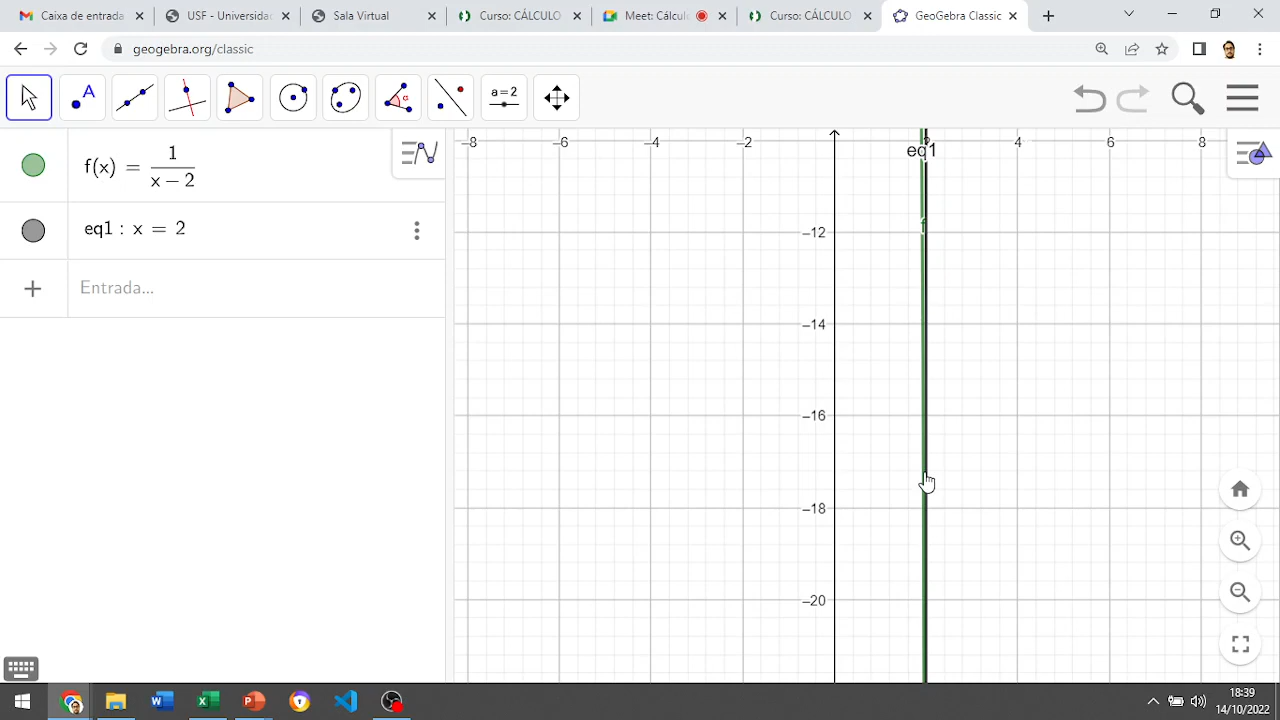 Caixa de entrada
USF - Universidad
Sala Virtual
Curso: CÁLCULO
Meet: Cálcul
Curso: CÁLCULO
GeoGebra Classic
geogebra.org/classic
A
a=2
f(x) = 1/(x − 2)
eq1 : x = 2
Entrada...
-8 -6 -4 -2 4 6 8
eq1
f
-12
-14
-16
-18
-20
18:39
14/10/2022